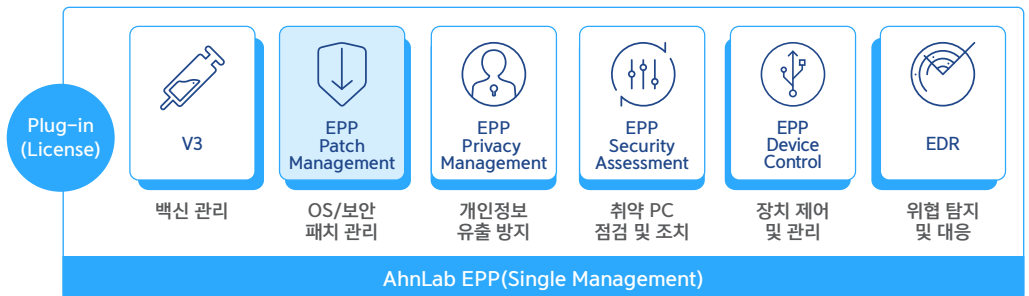 Plug-in
(License)
V3
백신 관리
EPP
Patch
Management
OS/보안
패치 관리
EPP
Privacy
Management
개인정보
유출 방지
EPP
Security
Assessment
취약 PC
점검 및 조치
EPP
Device
Control
장치 제어
및 관리
EDR
위협 탐지
및 대응
AhnLab EPP(Single Management)